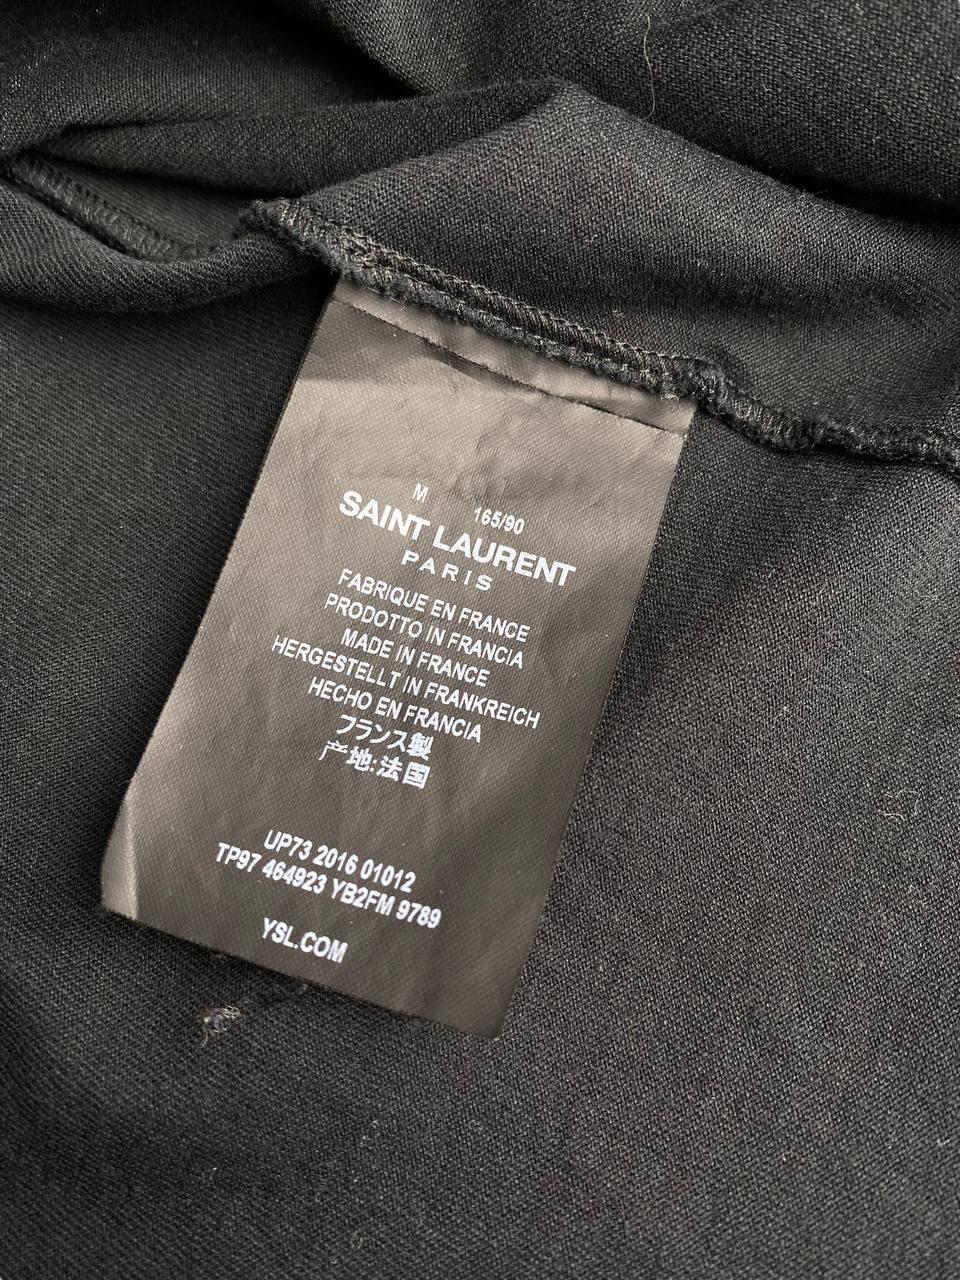 M 165/90
SAINT LAURENT
PARIS
FABRIQUE EN FRANCE
PRODOTTO IN FRANCIA
MADE IN FRANCE
HERGESTELLT IN FRANKREICH
HECHO EN FRANCIA
フランス製
产地:法国
UP73 2016 01012
TP97 464923 YB2FM 9789
YSL.COM